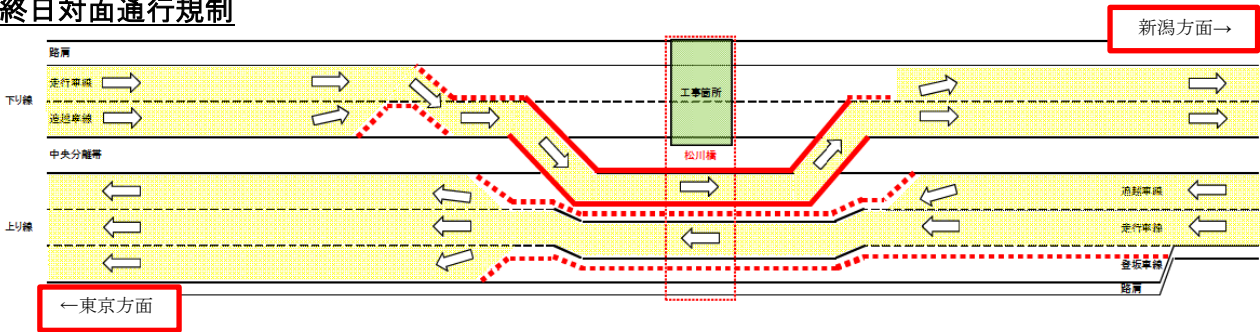 終日対面通行規制
新潟方面→
路肩
走行車線
下り線
追越車線
中央分離帯
工事箇所
松川橋
追越車線
上り線
走行車線
登坂車線
路肩
←東京方面